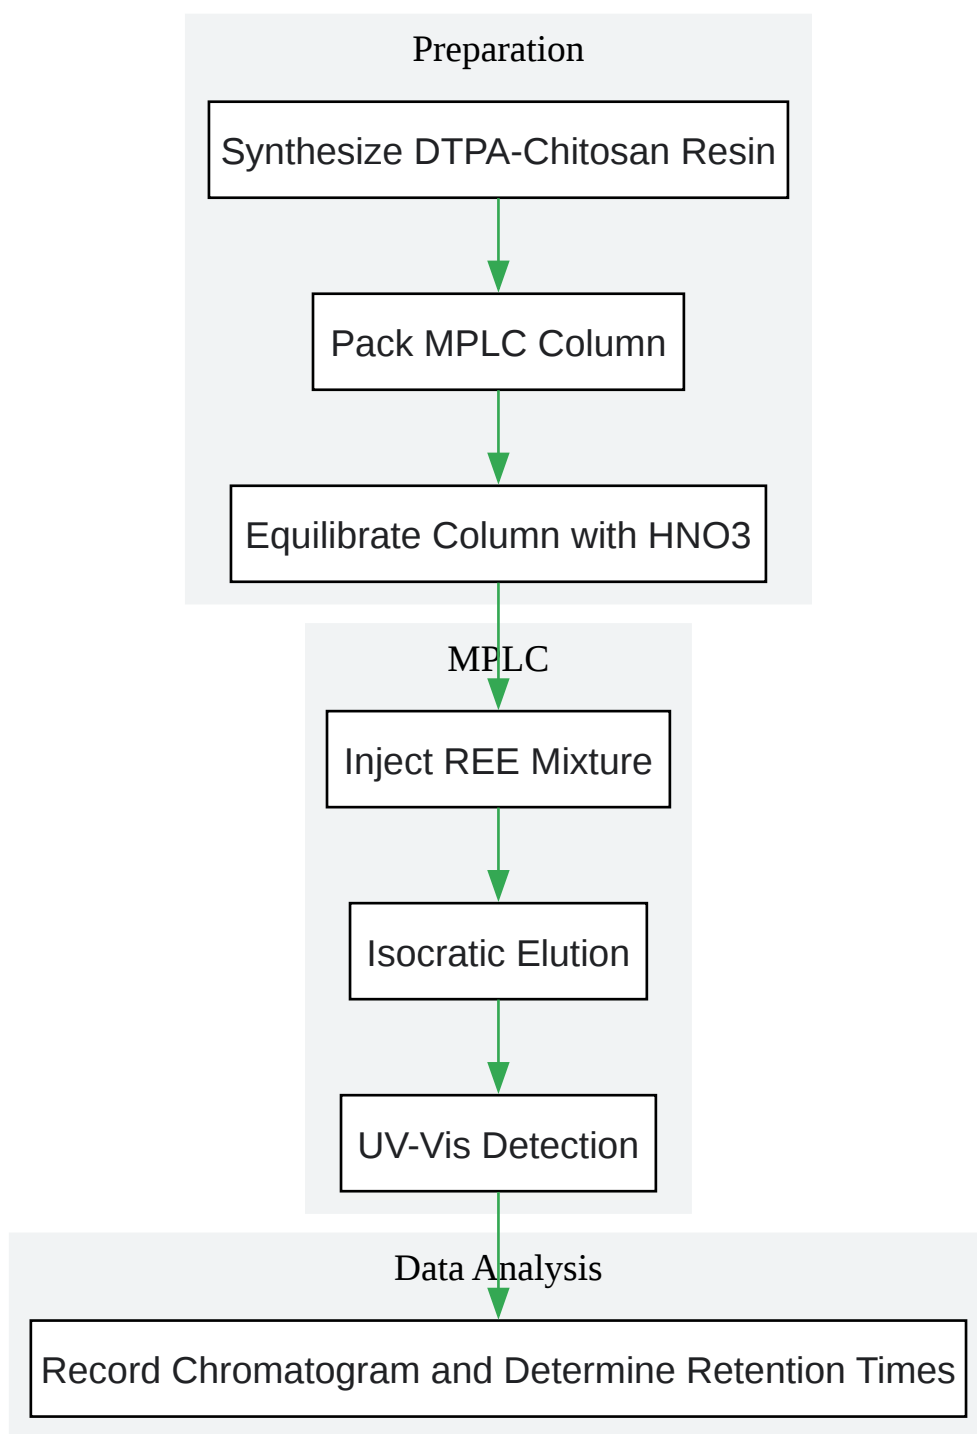 Preparation
Synthesize DTPA-Chitosan Resin
Pack MPLC Column
Equilibrate Column with HNO3
MPLC
Inject REE Mixture
Isocratic Elution
UV-Vis Detection
Data Analysis
Record Chromatogram and Determine Retention Times